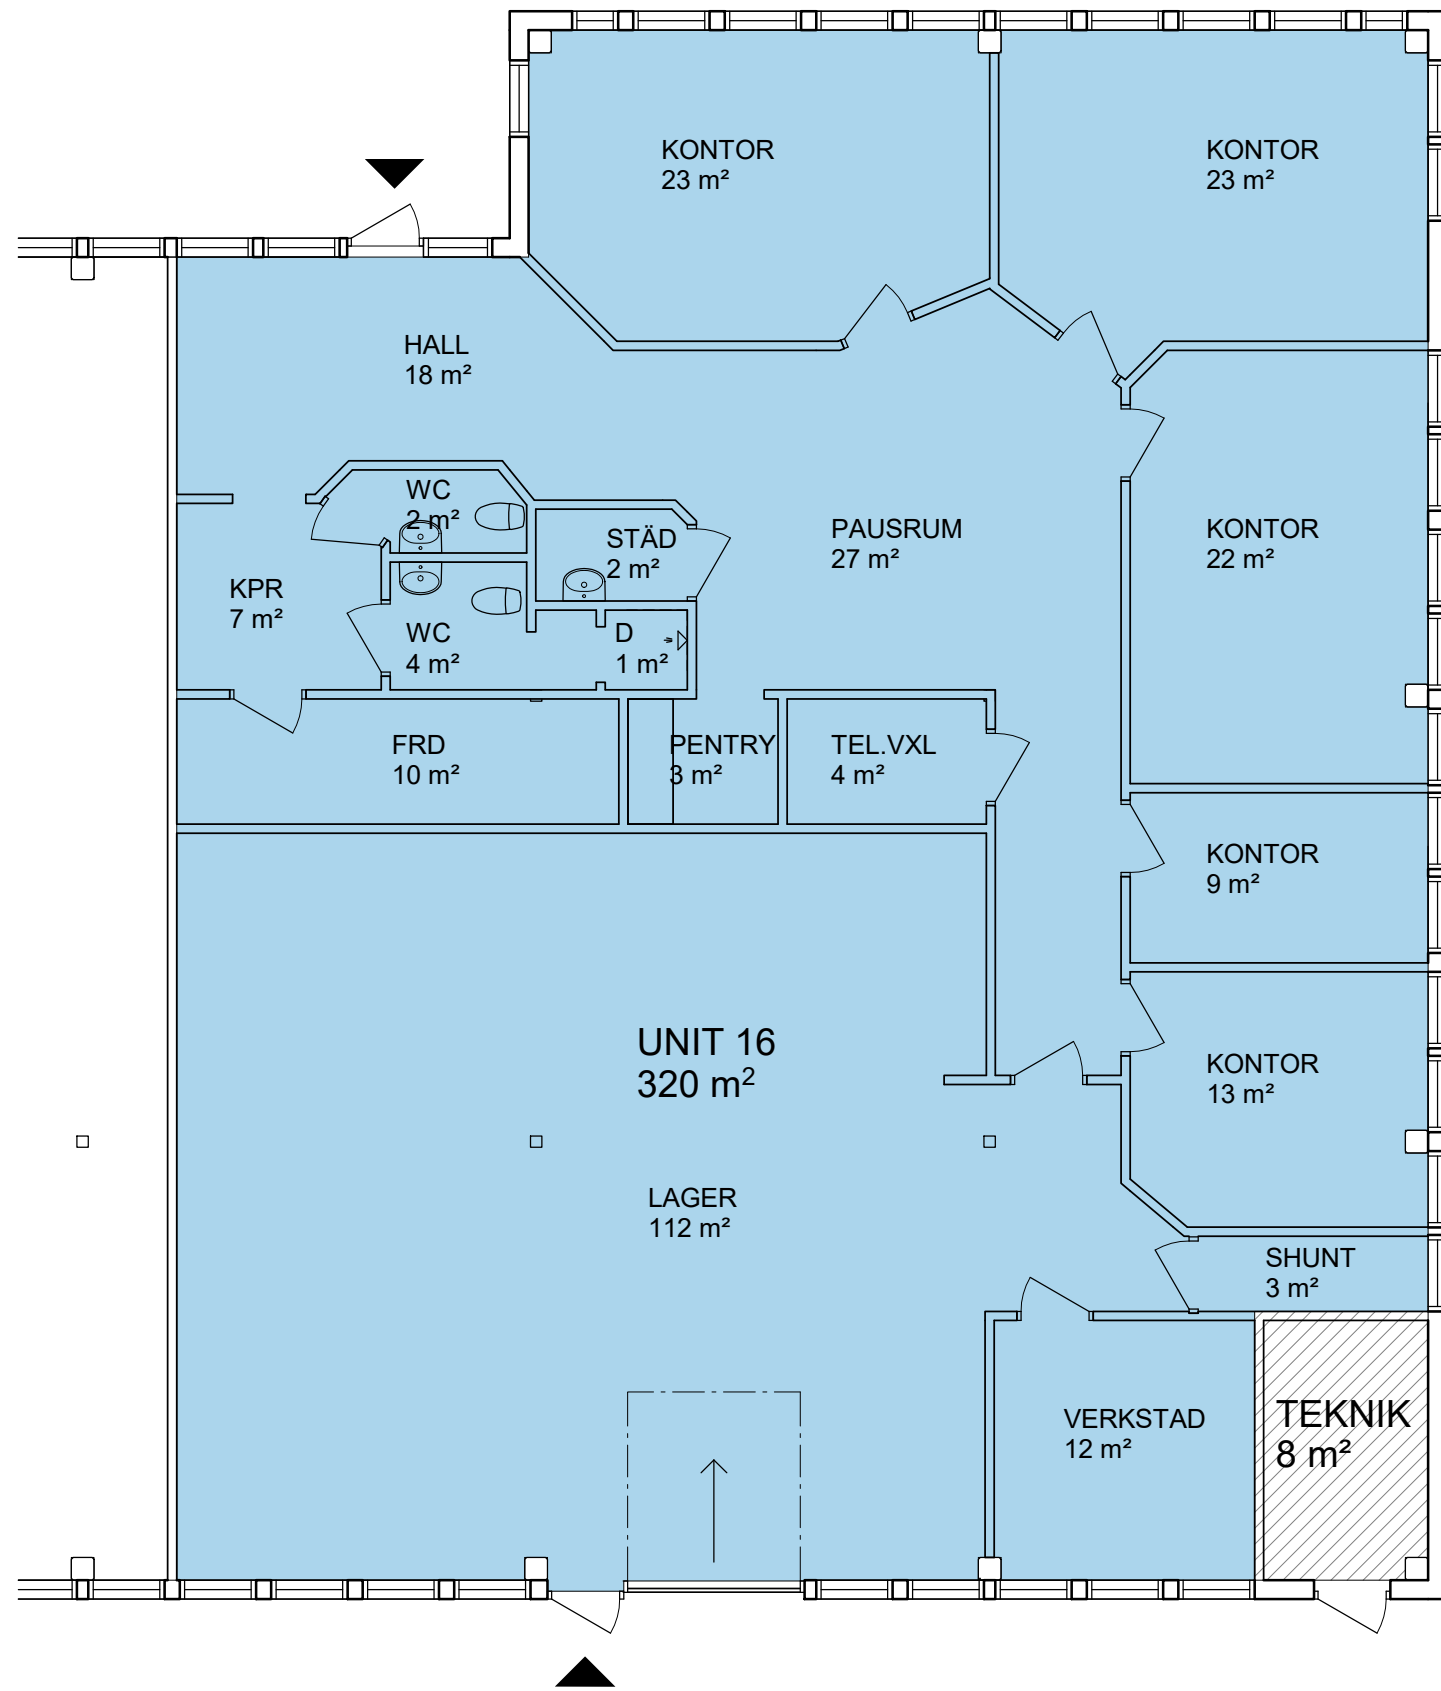 KONTOR
23 m²
KONTOR
23 m²
HALL
18 m²
WC
2 m²
STÄD
2 m²
PAUSRUM
27 m²
KONTOR
22 m²
KPR
7 m²
WC
4 m²
D
1 m²
FRD
10 m²
PENTRY
3 m²
TEL.VXL
4 m²
KONTOR
9 m²
UNIT 16
320 m²
KONTOR
13 m²
LAGER
112 m²
SHUNT
3 m²
VERKSTAD
12 m²
TEKNIK
8 m²